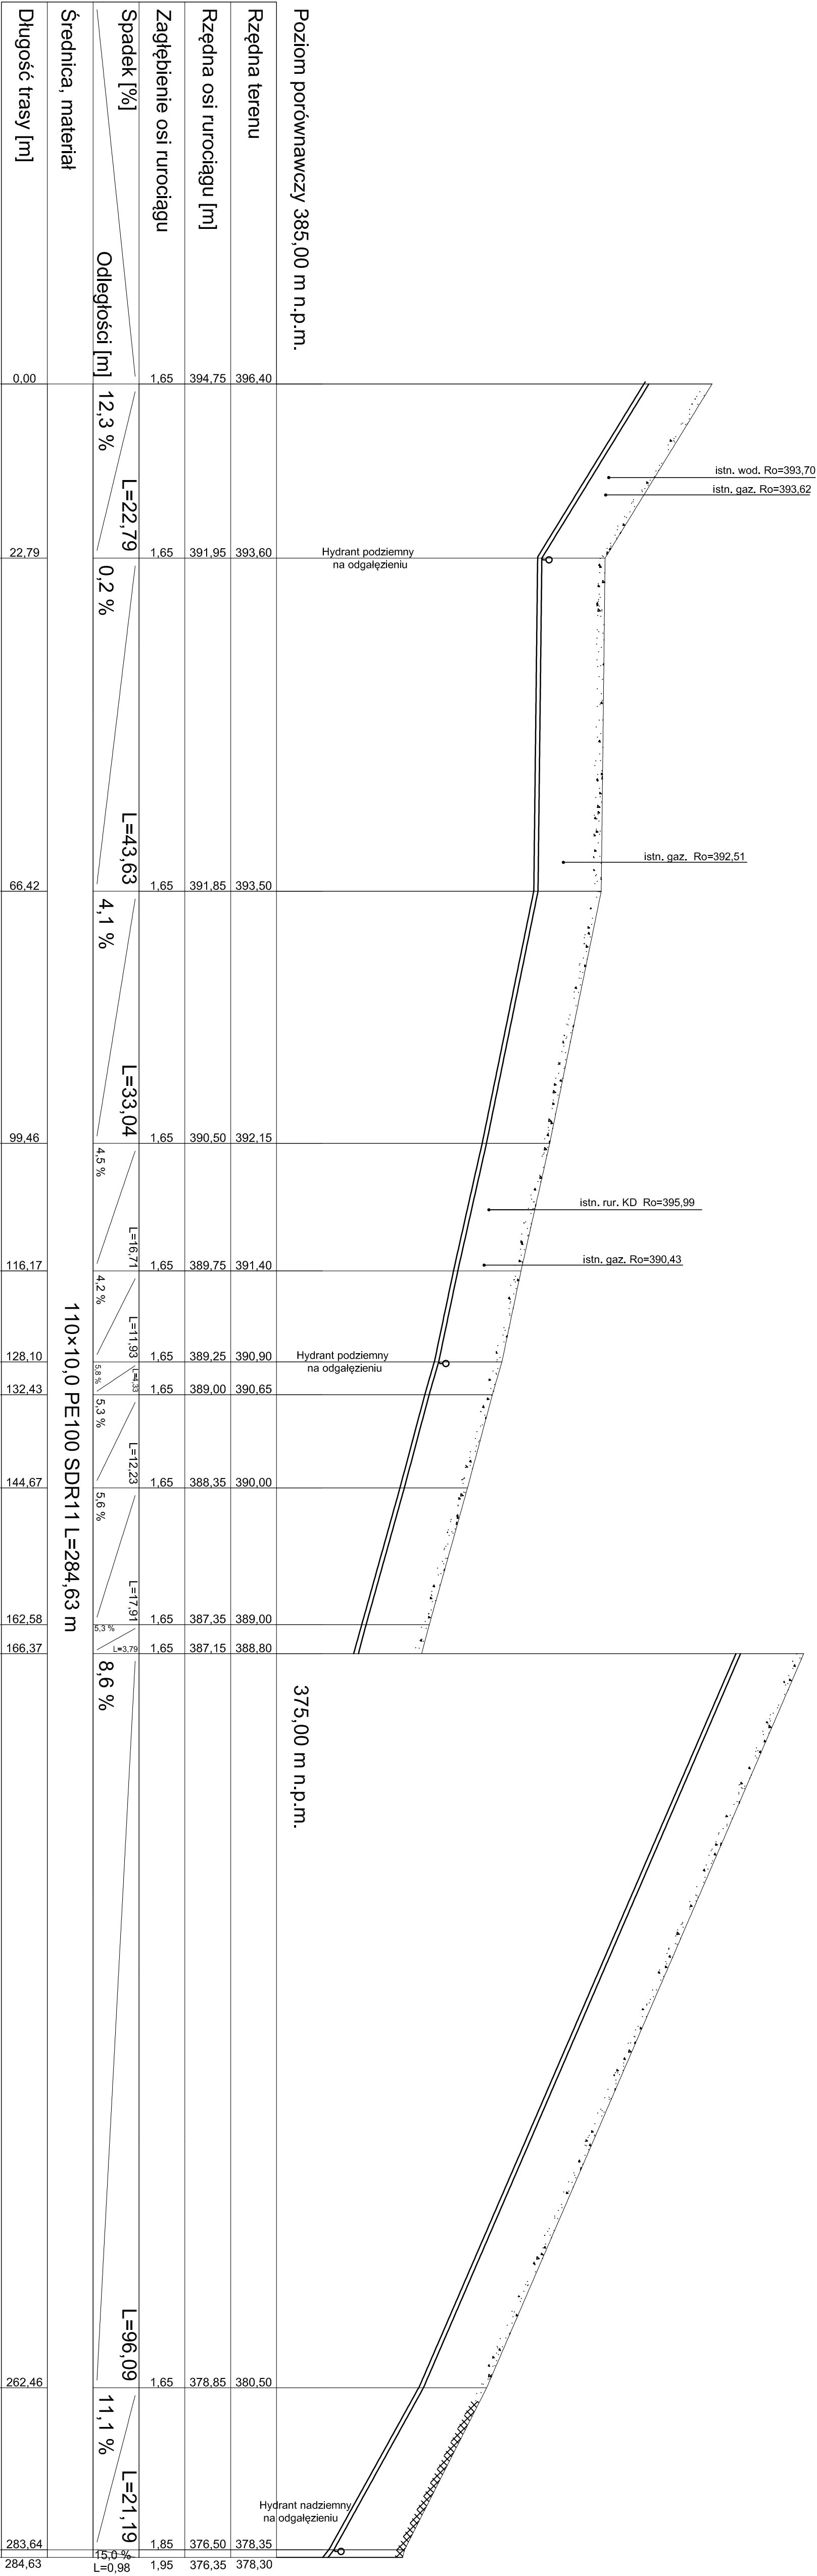 Poziom porównawczy 385,00 m n.p.m.
375,00 m n.p.m.
Rzędna terenu
396,40
393,60
393,50
392,15
391,40
390,90
390,65
390,00
389,00
388,80
380,50
378,35
378,30
Rzędna osi rurociągu [m]
394,75
391,95
391,85
390,50
389,75
389,25
389,00
388,35
387,35
387,15
378,85
376,50
376,35
Zagłębienie osi rurociągu
1,65
1,65
1,65
1,65
1,65
1,65
1,65
1,65
1,65
1,65
1,65
1,85
1,95
Spadek [%]
Odległości [m]
12,3 %
L=22,79
0,2 %
L=43,63
4,1 %
L=33,04
4,5 %
L=16,71
4,2 %
L=11,93
5,8 %
L=4,33
5,3 %
L=12,23
5,6 %
L=17,91
5,3 %
L=3,79
8,6 %
L=96,09
11,1 %
L=21,19
15,0 %
L=0,98
Średnica, materiał
110×10,0 PE100 SDR11 L=284,63 m
Długość trasy [m]
0,00
22,79
66,42
99,46
116,17
128,10
132,43
144,67
162,58
166,37
262,46
283,64
284,63
istn. wod. Ro=393,70
istn. gaz. Ro=393,62
Hydrant podziemny
na odgałęzieniu
istn. gaz. Ro=392,51
istn. rur. KD Ro=395,99
istn. gaz. Ro=390,43
Hydrant podziemny
na odgałęzieniu
Hydrant nadziemny
na odgałęzieniu